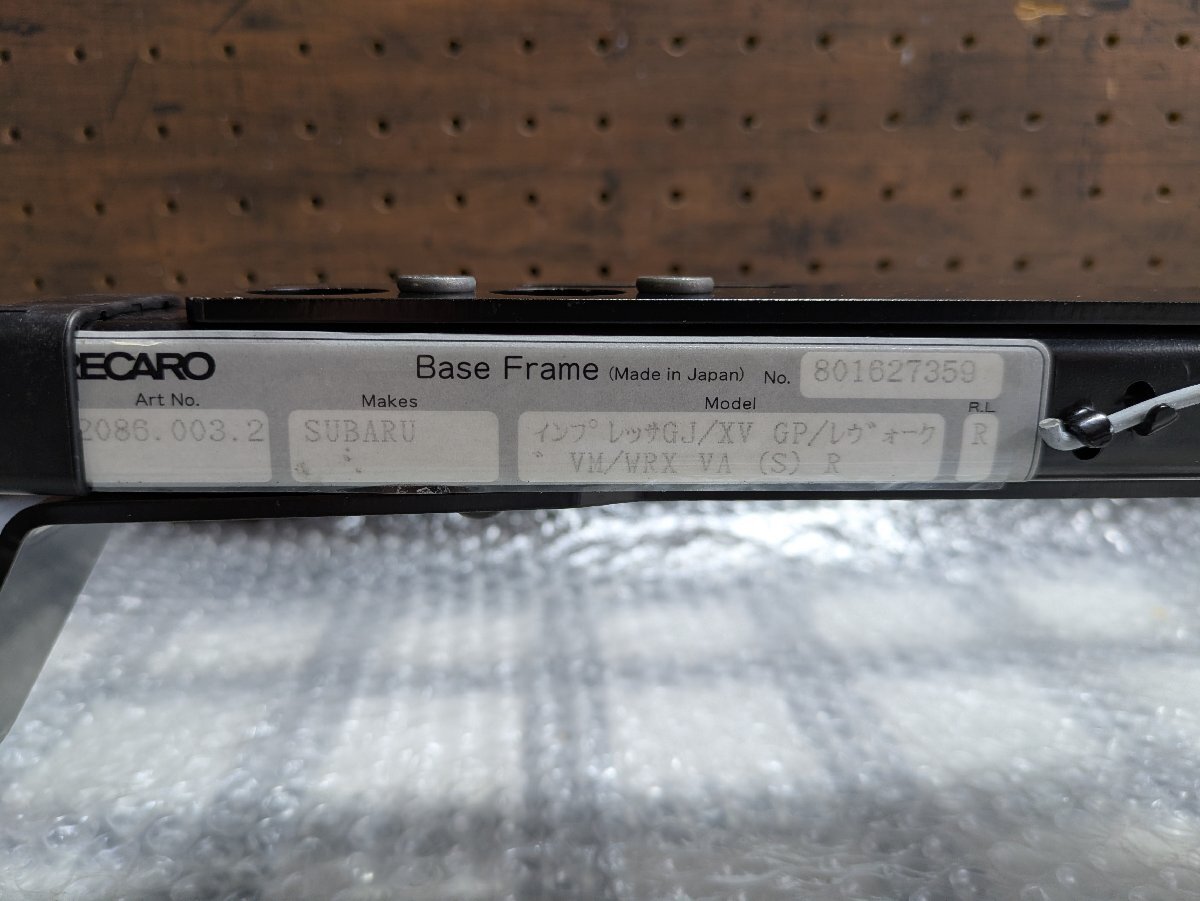 RECARO Base Frame (Made in Japan) No. 801627359
Art No. Makes Model R.L
2086.003.2 SUBARU インプレッサGJ/XV GP/レヴォーク R
゛ VM/WRX VA (S) R